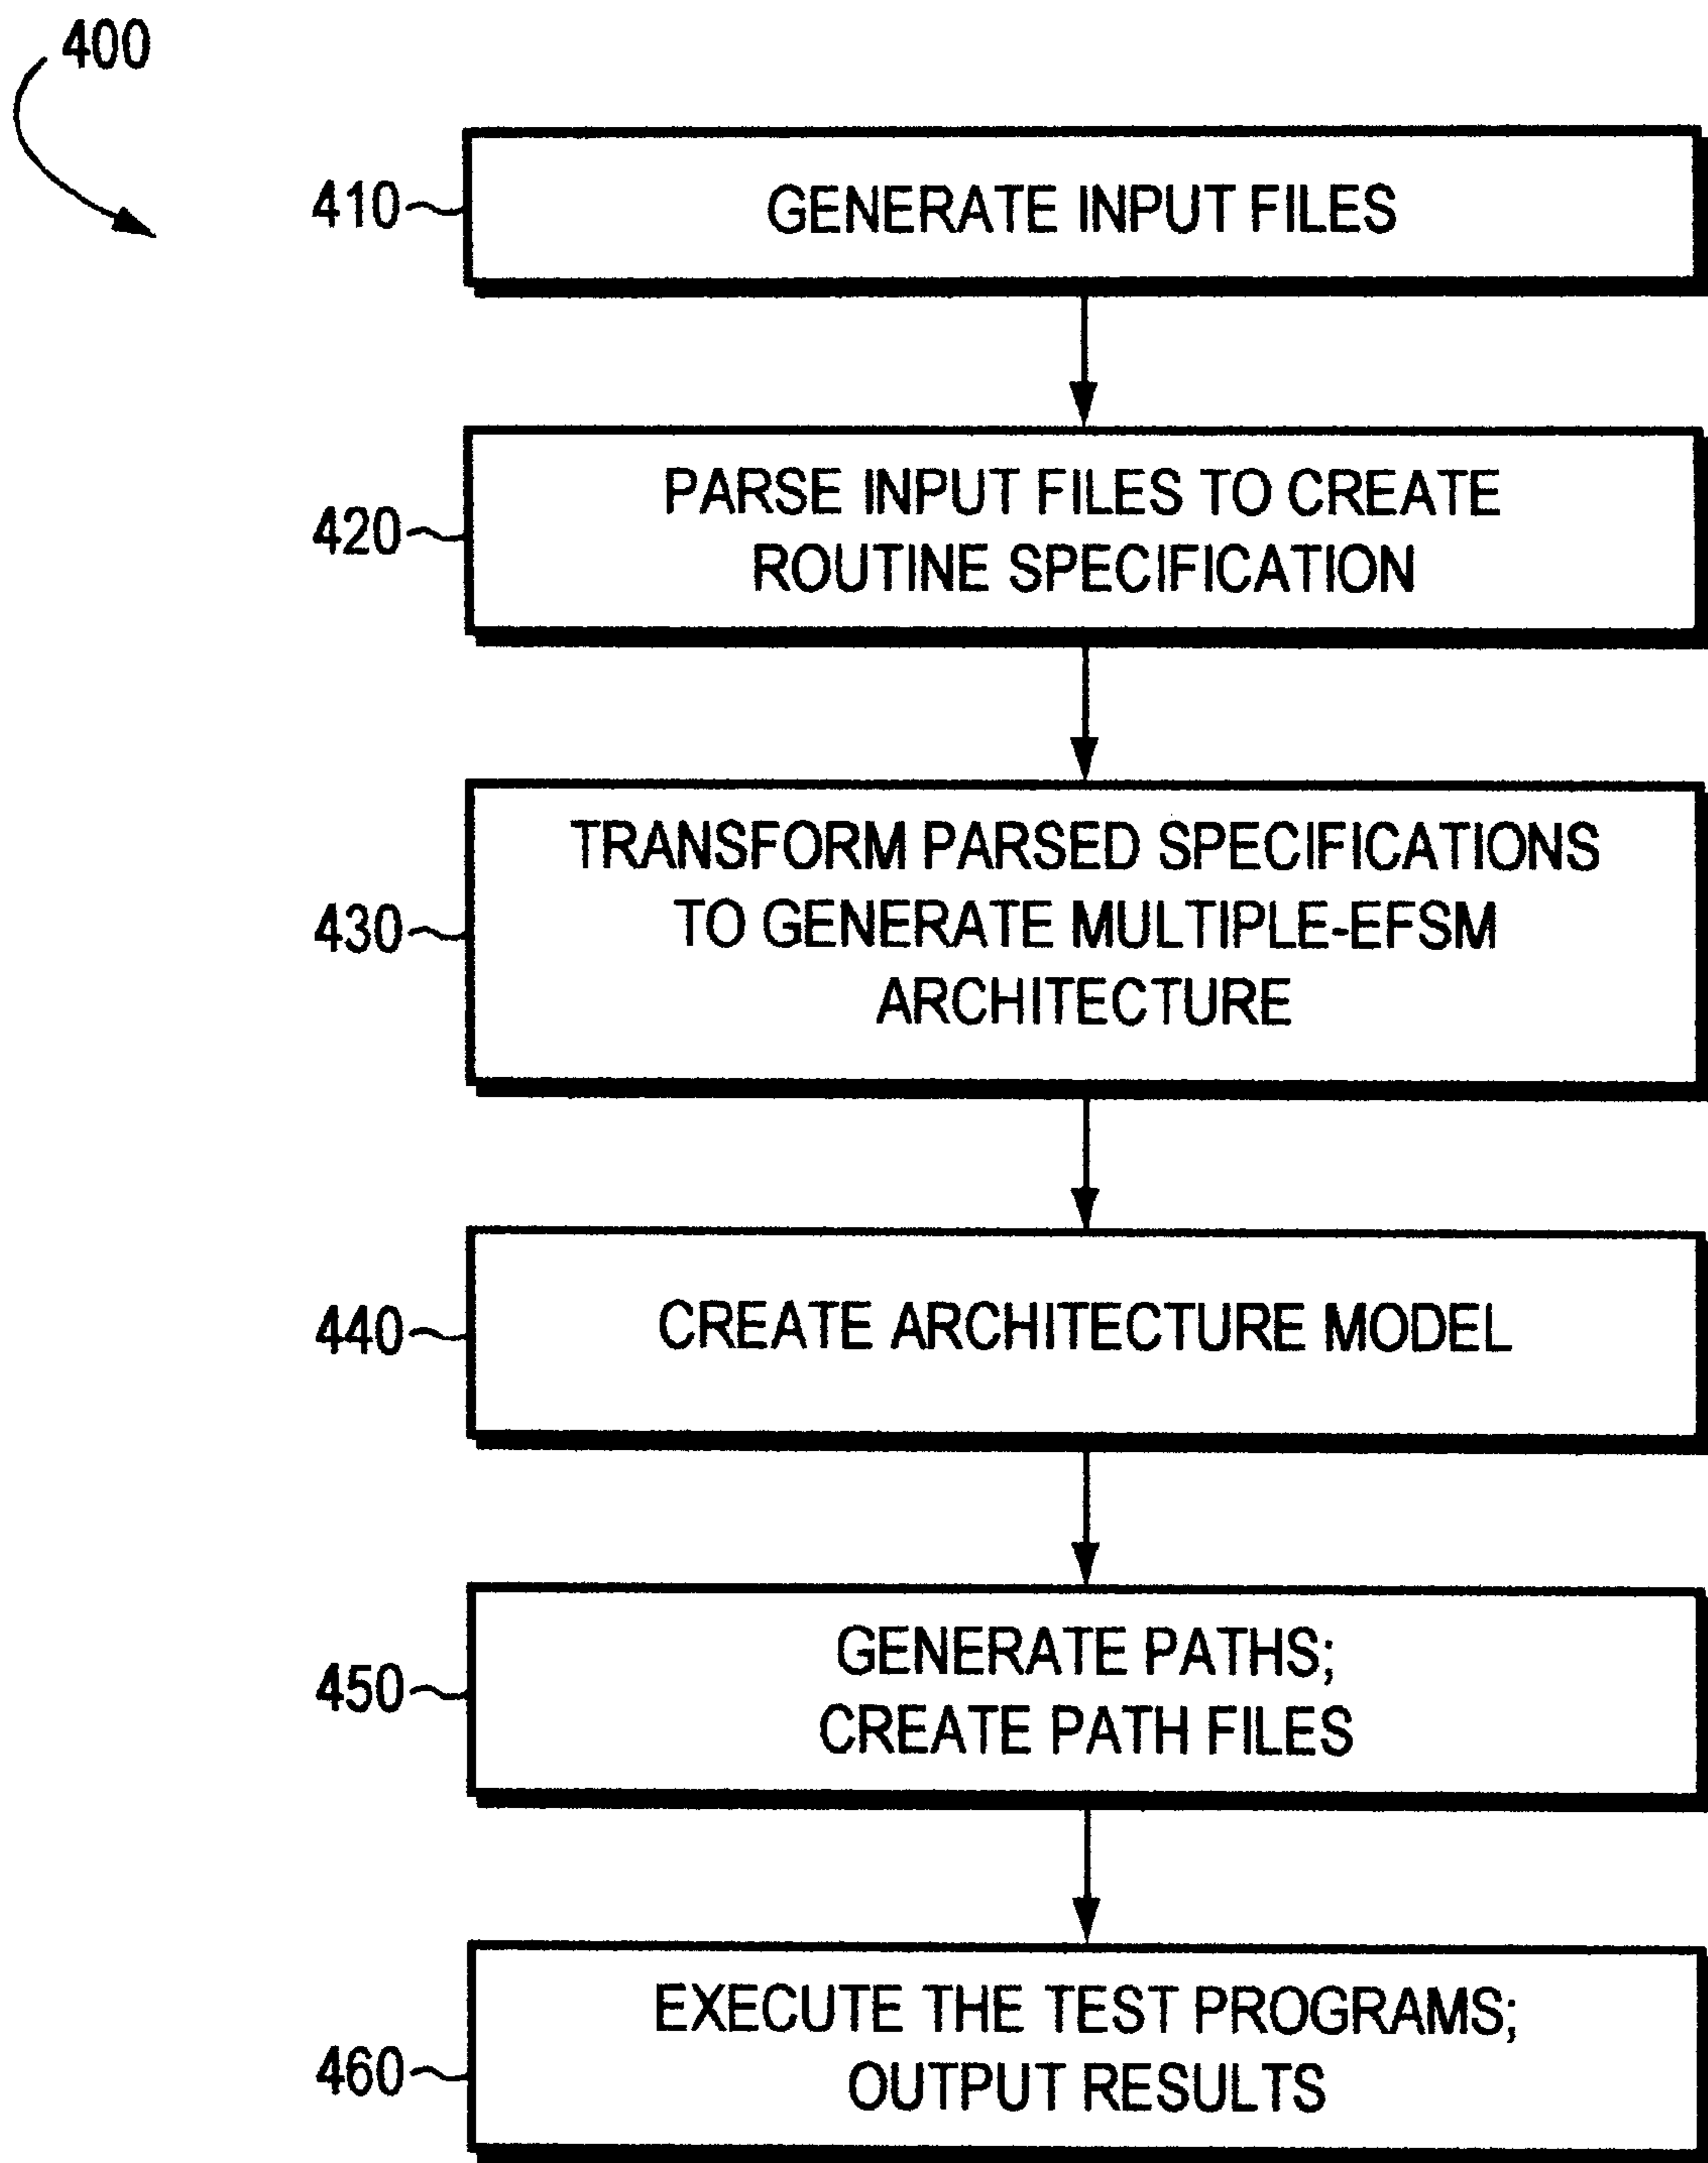 400
410
GENERATE INPUT FILES
420
PARSE INPUT FILES TO CREATE
ROUTINE SPECIFICATION
430
TRANSFORM PARSED SPECIFICATIONS
TO GENERATE MULTIPLE-EFSM
ARCHITECTURE
440
CREATE ARCHITECTURE MODEL
450
GENERATE PATHS;
CREATE PATH FILES
460
EXECUTE THE TEST PROGRAMS;
OUTPUT RESULTS